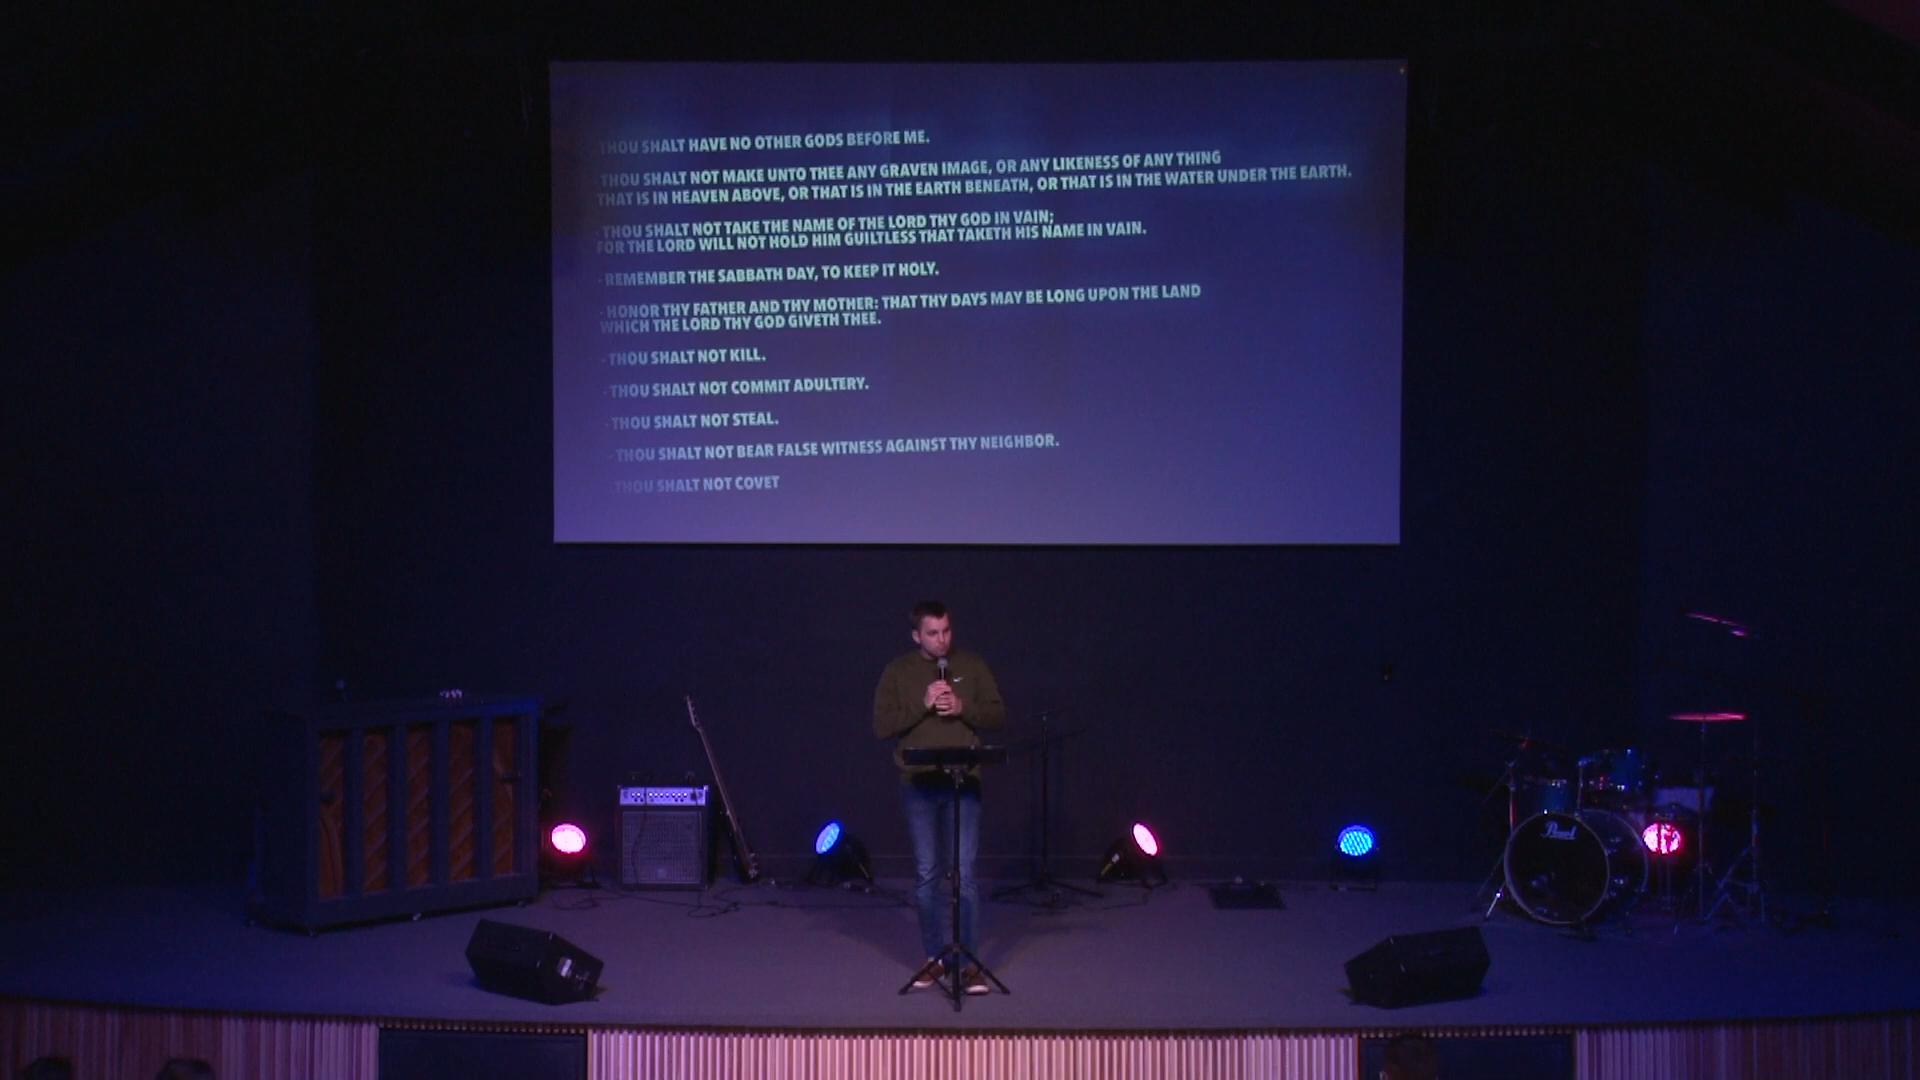 THOU SHALT HAVE NO OTHER GODS BEFORE ME.
· THOU SHALT NOT MAKE UNTO THEE ANY GRAVEN IMAGE, OR ANY LIKENESS OF ANY THING
THAT IS IN HEAVEN ABOVE, OR THAT IS IN THE EARTH BENEATH, OR THAT IS IN THE WATER UNDER THE EARTH.
· THOU SHALT NOT TAKE THE NAME OF THE LORD THY GOD IN VAIN;
FOR THE LORD WILL NOT HOLD HIM GUILTLESS THAT TAKETH HIS NAME IN VAIN.
· REMEMBER THE SABBATH DAY, TO KEEP IT HOLY.
· HONOR THY FATHER AND THY MOTHER: THAT THY DAYS MAY BE LONG UPON THE LAND
WHICH THE LORD THY GOD GIVETH THEE.
· THOU SHALT NOT KILL.
· THOU SHALT NOT COMMIT ADULTERY.
· THOU SHALT NOT STEAL.
· THOU SHALT NOT BEAR FALSE WITNESS AGAINST THY NEIGHBOR.
· THOU SHALT NOT COVET
Pearl